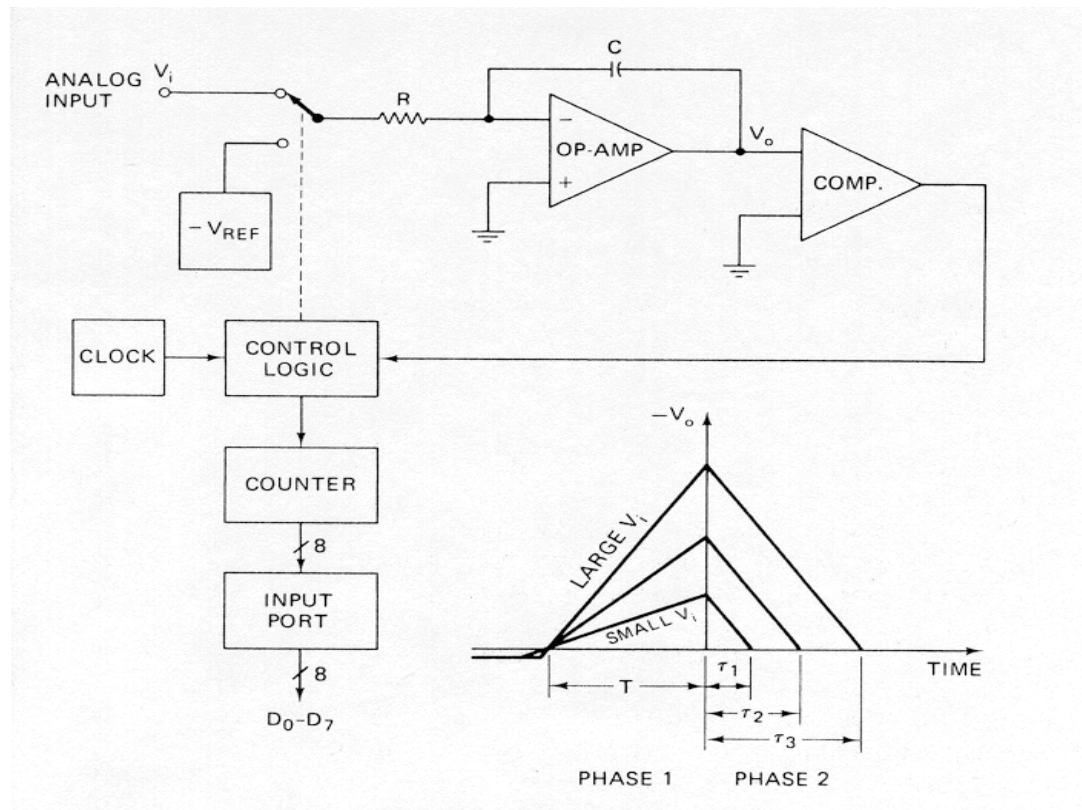 ANALOG
INPUT
Vi
R
C
−
OP-AMP
+
Vo
COMP.
− VREF
CLOCK
CONTROL
LOGIC
COUNTER
8
INPUT
PORT
8
D0–D7
−Vo
LARGE Vi
SMALL Vi
TIME
T
τ1
τ2
τ3
PHASE 1
PHASE 2